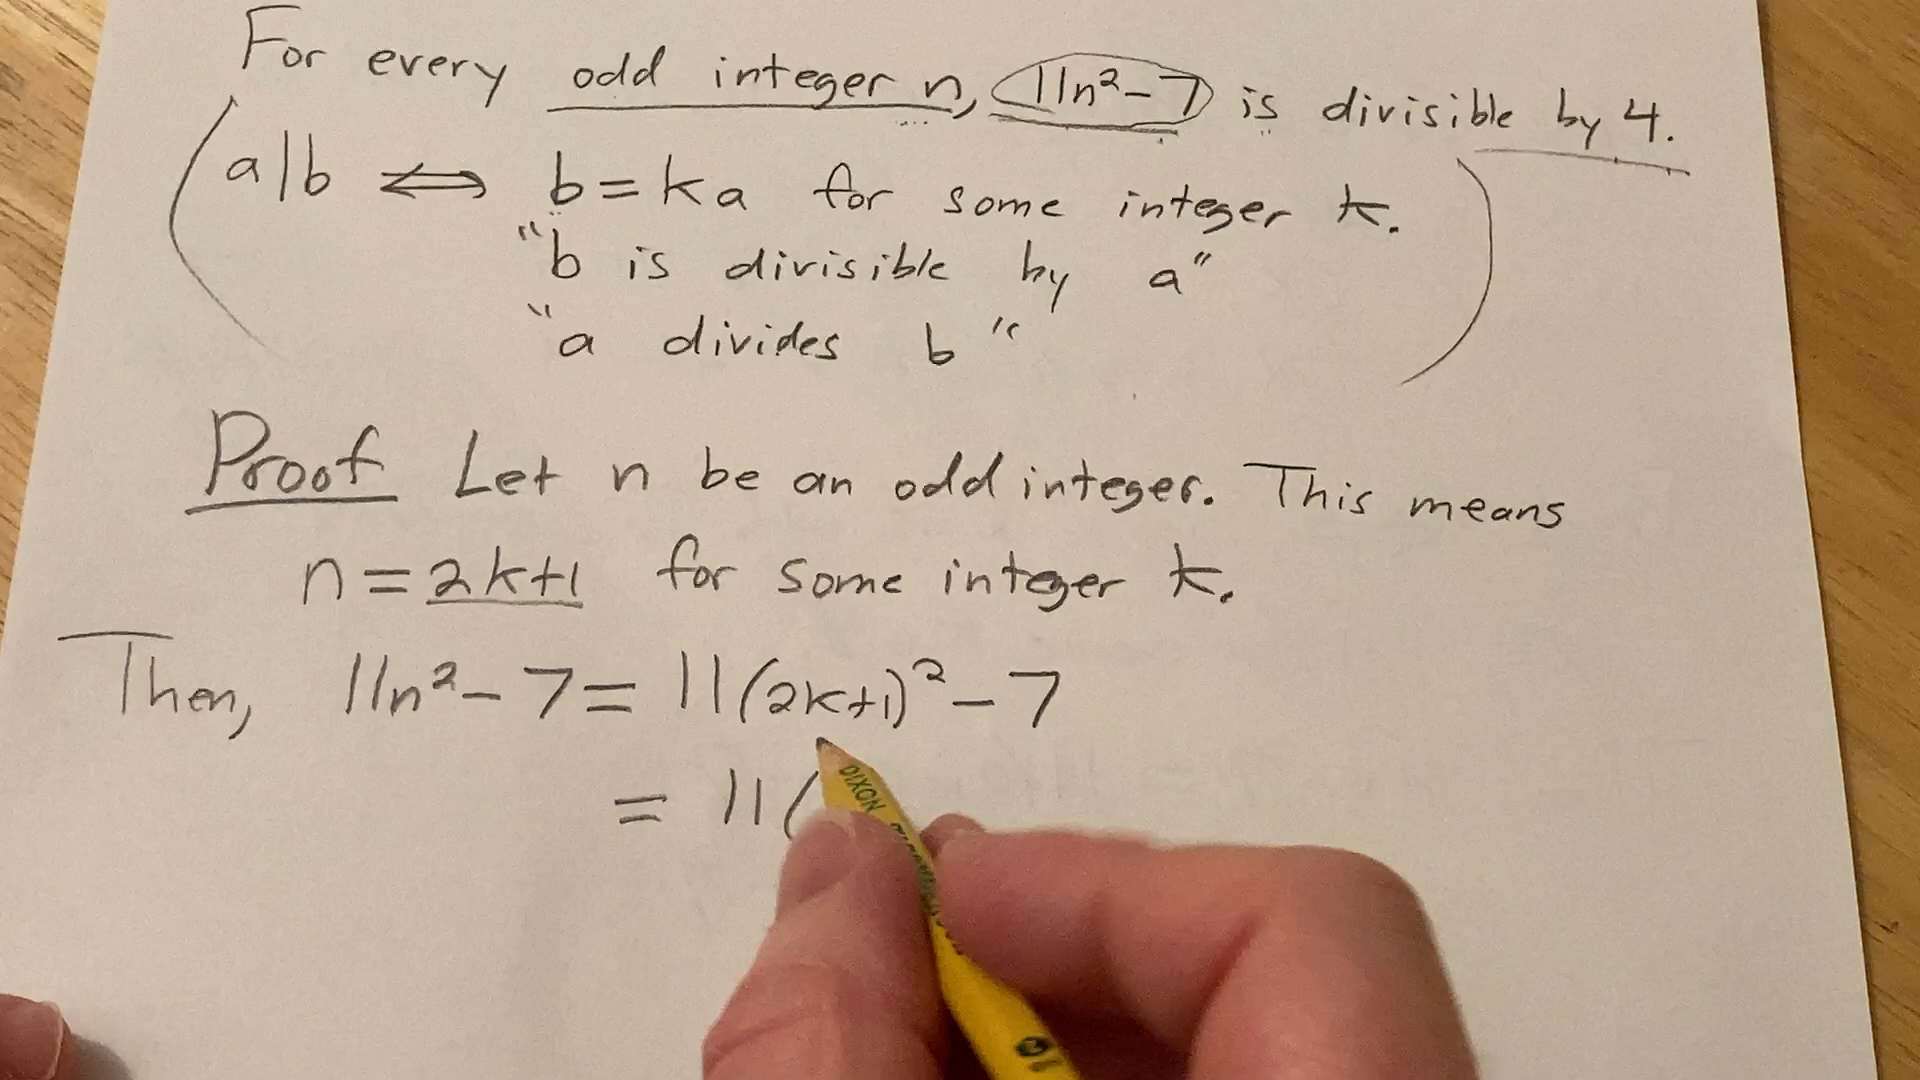 For every odd integer n, 11n²-7 is divisible by 4.
a|b ⟺ b=ka for some integer k.
"b is divisible by a"
"a divides b"
Proof Let n be an odd integer. This means
n=2k+1 for some integer k.
Then, 11n²-7= 11(2k+1)²-7
= 11(
DIXON